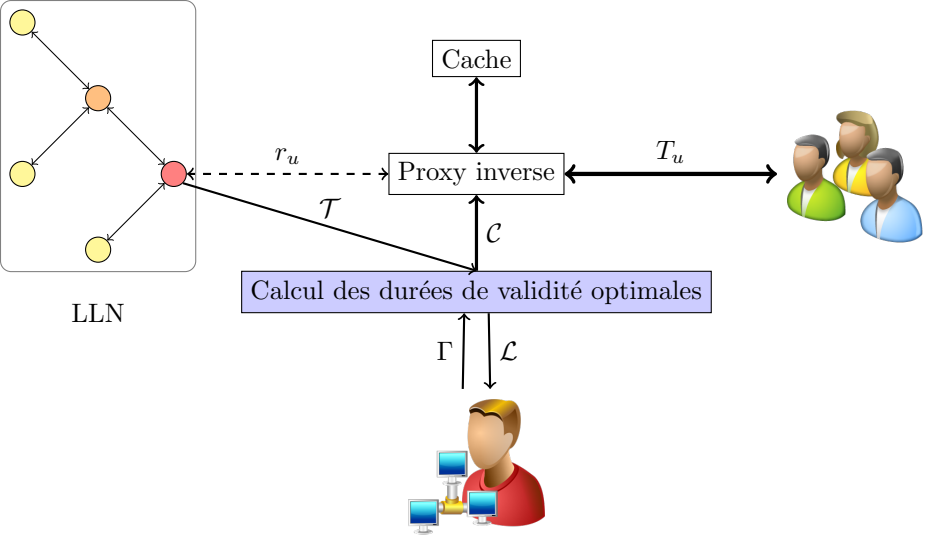 Cache
r_u
Proxy inverse
T_u
𝒯
𝒞
Calcul des durées de validité optimales
LLN
Γ
ℒ